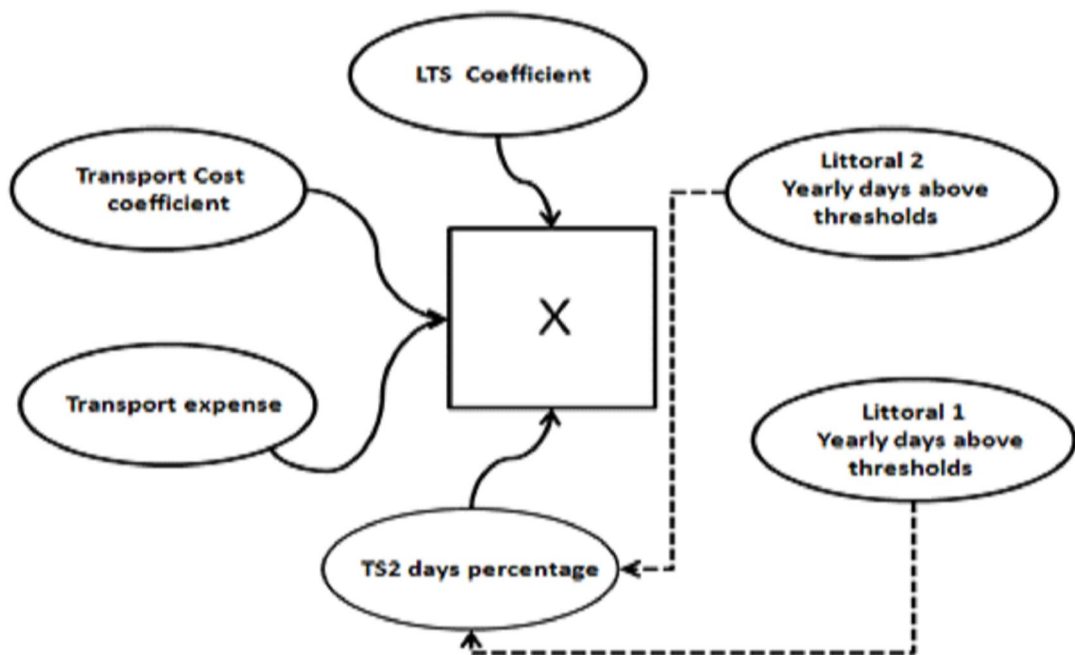 LTS Coefficient
Transport Cost
coefficient
Littoral 2
Yearly days above
thresholds
X
Transport expense
Littoral 1
Yearly days above
thresholds
TS2 days percentage